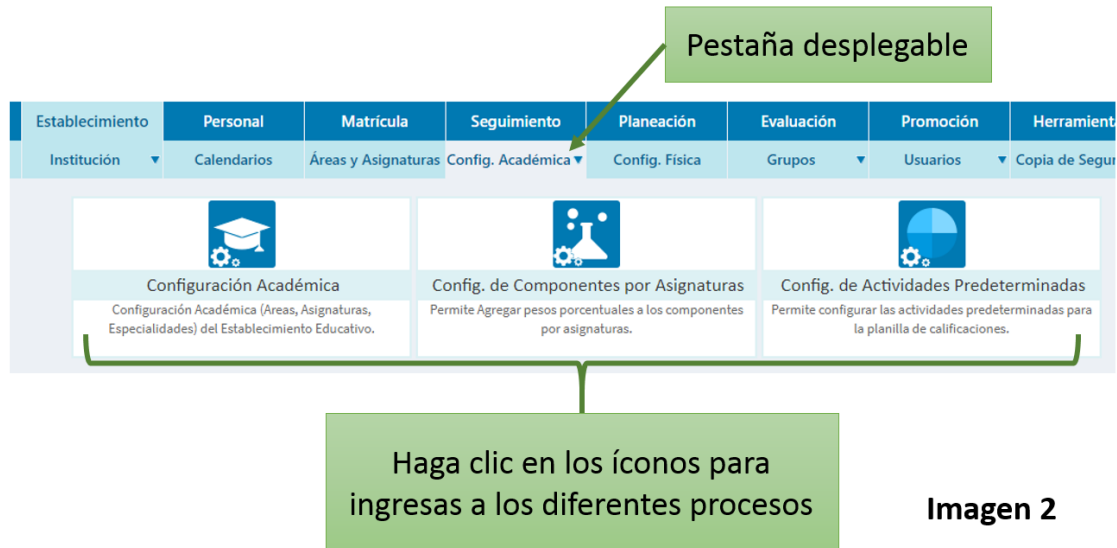 Pestaña desplegable
Establecimiento Personal Matrícula Seguimiento Planeación Evaluación Promoción Herramient
Institución Calendarios Áreas y Asignaturas Config. Académica Config. Física Grupos Usuarios Copia de Segur
Configuración Académica Config. de Componentes por Asignaturas Config. de Actividades Predeterminadas
Configuración Académica (Areas, Asignaturas, Permite Agregar pesos porcentuales a los componentes Permite configurar las actividades predeterminadas para
Especialidades) del Establecimiento Educativo. por asignaturas. la planilla de calificaciones.
Haga clic en los íconos para
ingresas a los diferentes procesos
Imagen 2